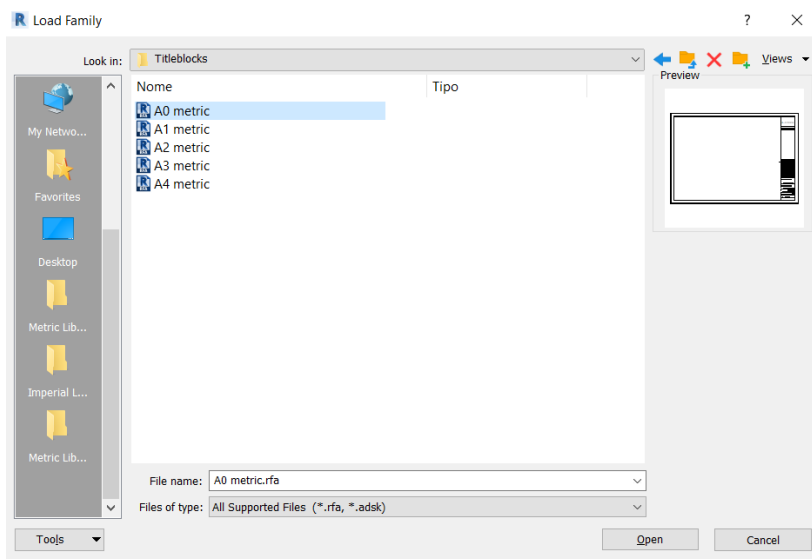 R Load Family ? X
Look in: Titleblocks Views
Preview
Nome Tipo
A0 metric
A1 metric
A2 metric
A3 metric
A4 metric
My Netwo...
Favorites
Desktop
Metric Lib...
Imperial L...
Metric Lib...
File name: A0 metric.rfa
Files of type: All Supported Files (*.rfa, *.adsk)
Tools Open Cancel